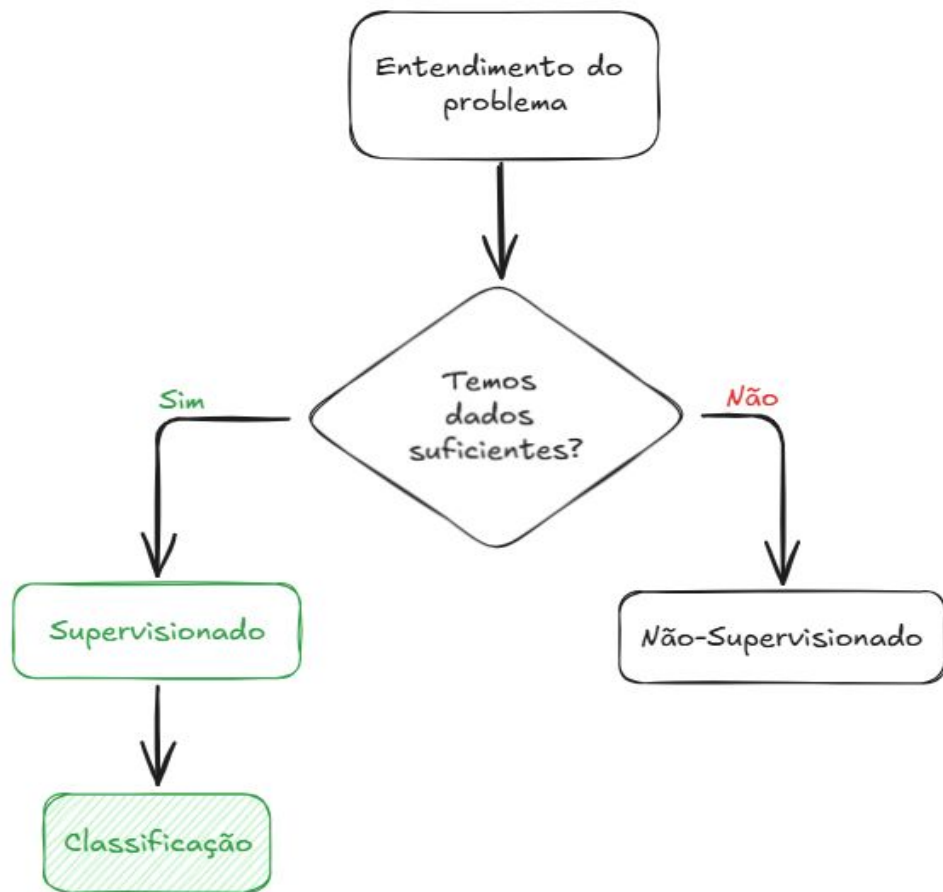 Entendimento do
problema
Temos
dados
suficientes?
Sim
Não
Supervisionado
Não-Supervisionado
Classificação